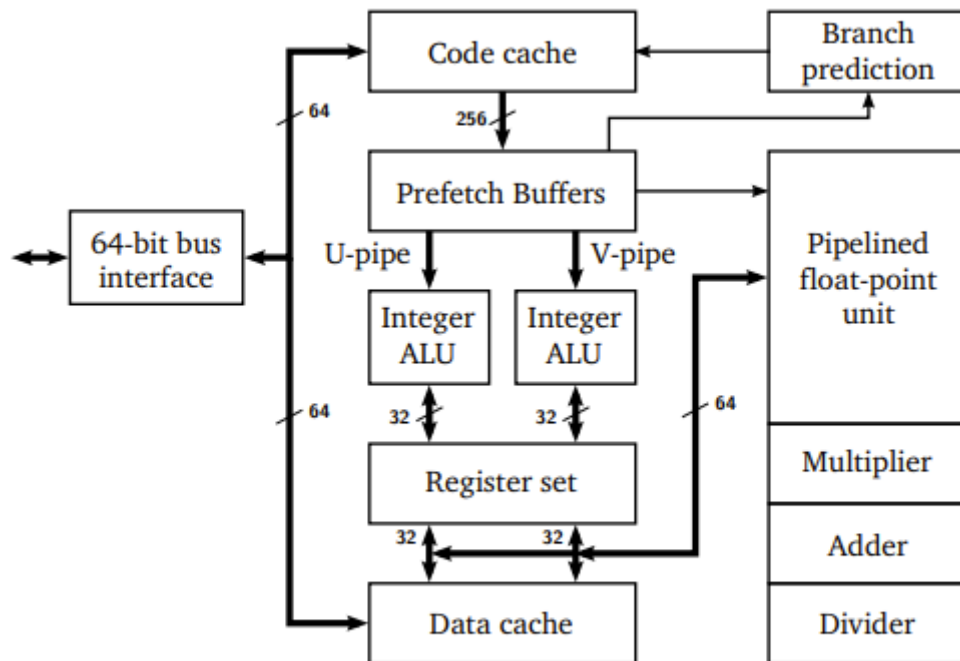 Code cache
Branch
prediction
64
256
Prefetch Buffers
64-bit bus
interface
U-pipe
V-pipe
Pipelined
float-point
unit
Integer
ALU
Integer
ALU
64
32
32
64
Register set
Multiplier
32
32
Adder
Data cache
Divider